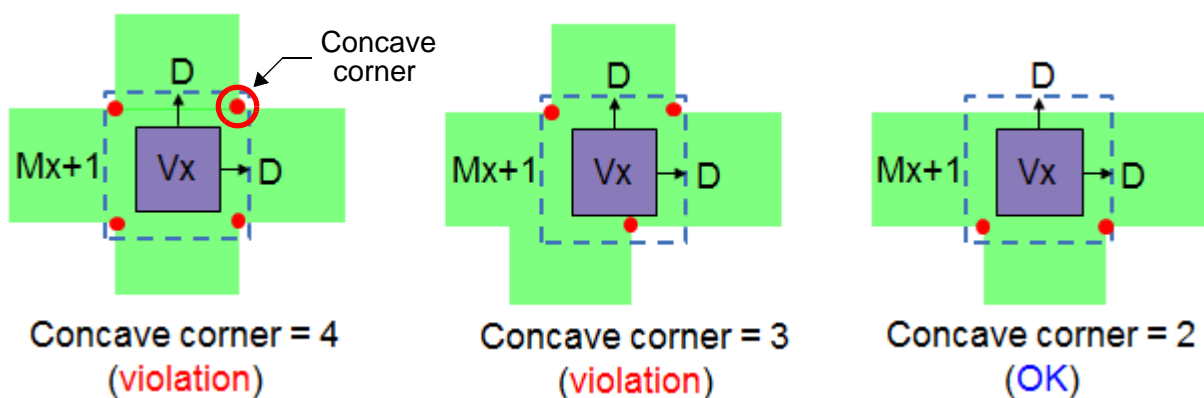 Concave
corner
D
Mx+1
Vx
D
Concave corner = 4
(violation)
D
Mx+1
Vx
D
Concave corner = 3
(violation)
D
Mx+1
Vx
D
Concave corner = 2
(OK)